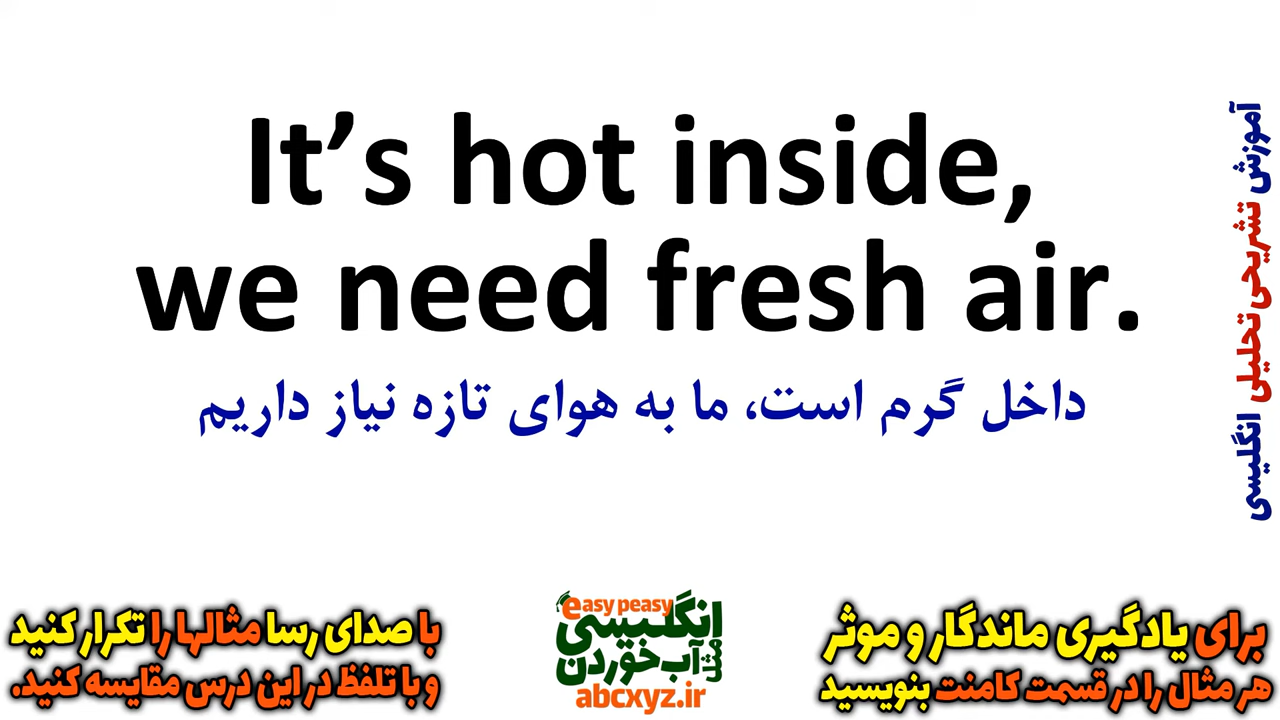 It’s hot inside,
we need fresh air.
داخل گرم است، ما به هوای تازه نیاز داریم
آموزش تشریحی تحلیلی انگلیسی
برای یادگیری ماندگار و موثر
هر مثال را در قسمت کامنت بنویسید
easy peasy
انگلیسی
مثل آب خوردن
abcxyz.ir
با صدای رسا مثالها را تکرار کنید
و با تلفظ در این درس مقایسه کنید.